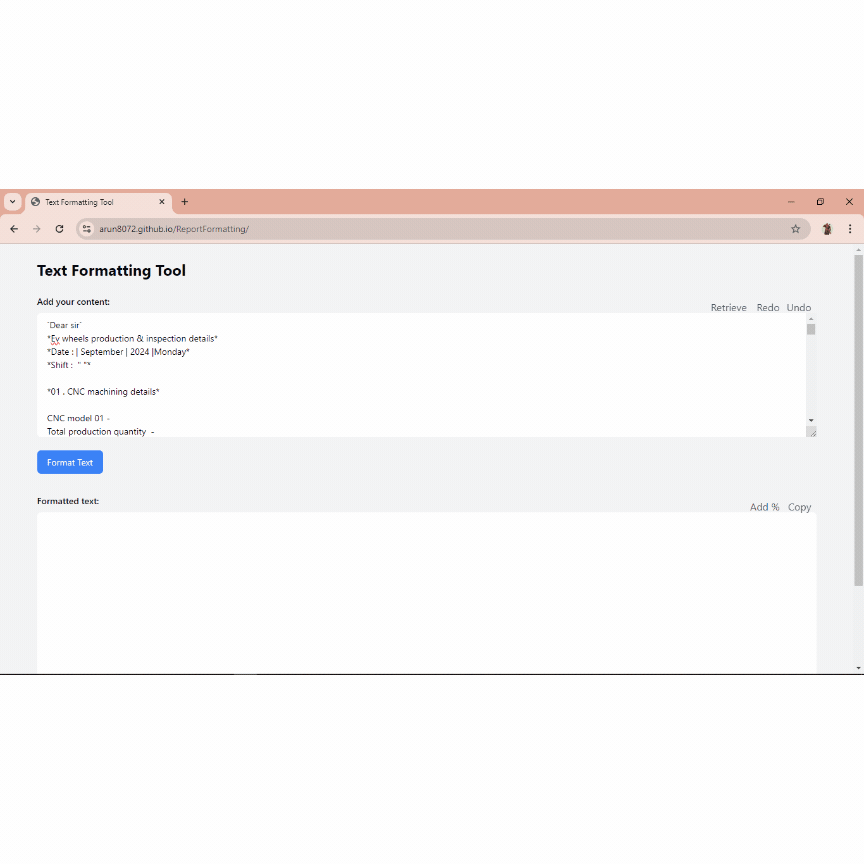 Text Formatting Tool
arun8072.github.io/ReportFormatting/
Text Formatting Tool
Add your content:
Retrieve Redo Undo
`Dear sir`
*Ev wheels production & inspection details*
*Date : | September | 2024 |Monday*
*Shift :  " "*
*01 . CNC machining details*
CNC model 01 -
Total production quantity  -
Format Text
Formatted text:
Add % Copy